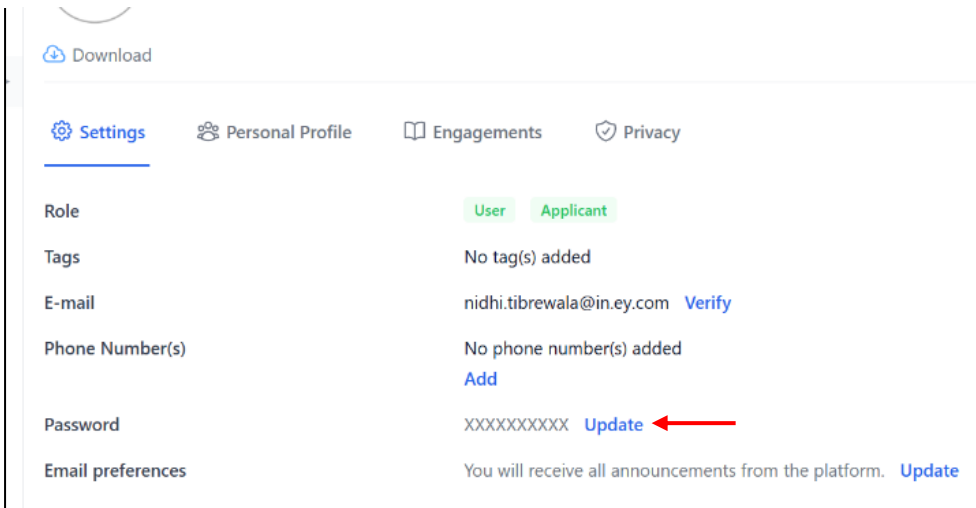 Download
Settings Personal Profile Engagements Privacy
Role User Applicant
Tags No tag(s) added
E-mail nidhi.tibrewala@in.ey.com Verify
Phone Number(s) No phone number(s) added
Add
Password XXXXXXXXXX Update
Email preferences You will receive all announcements from the platform. Update